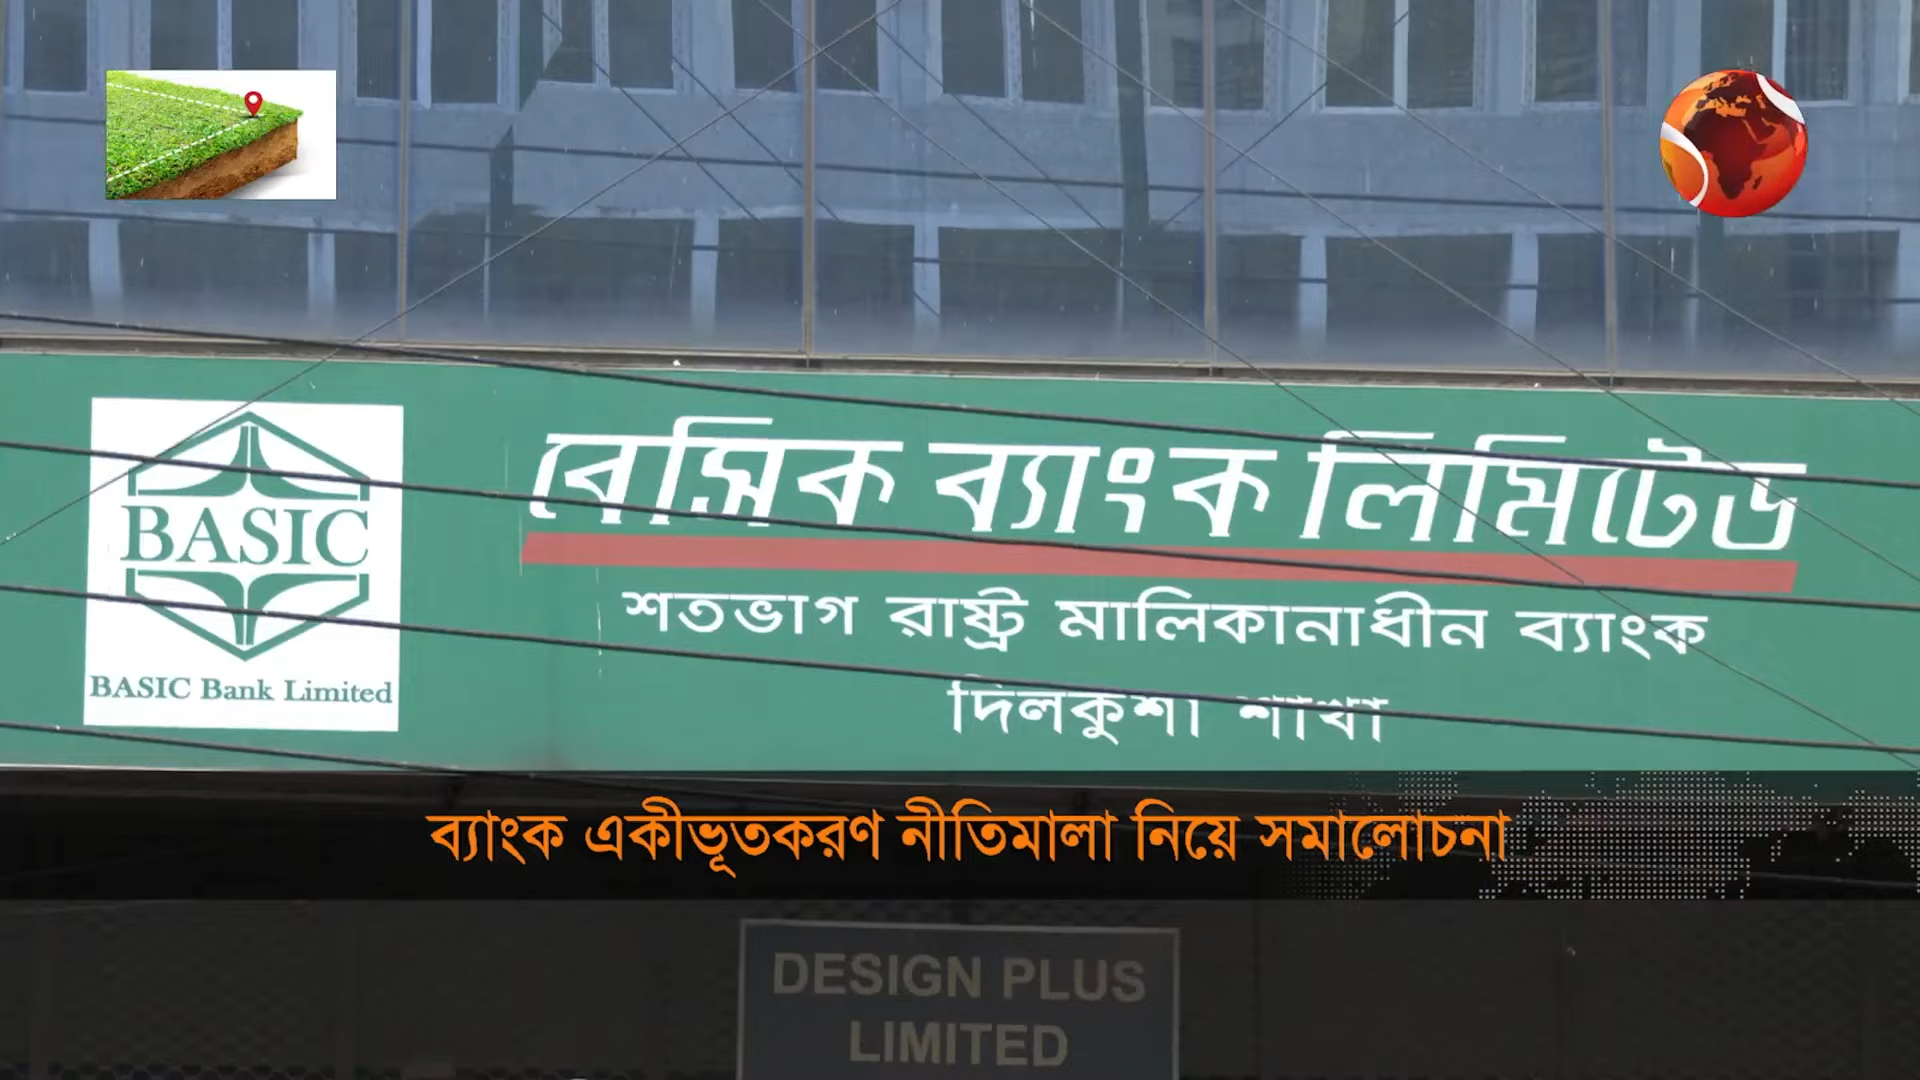 BASIC
BASIC Bank Limited
বেসিক ব্যাংক লিমিটেড
শতভাগ রাষ্ট্র মালিকানাধীন ব্যাংক
দিলকুশা শাখা
ব্যাংক একীভূতকরণ নীতিমালা নিয়ে সমালোচনা
DESIGN PLUS
LIMITED